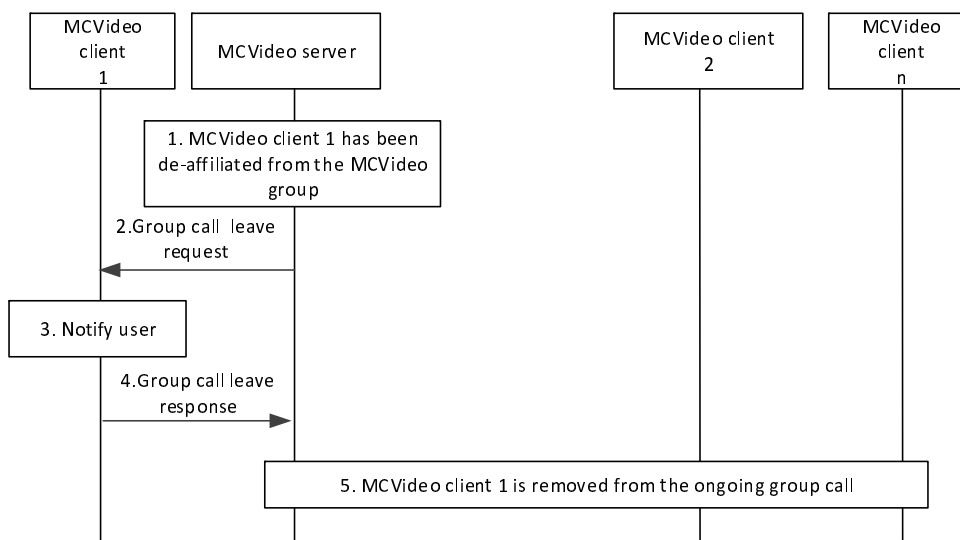 MCVideo
client
1
MCVideo server
MCVideo client
2
MCVideo
client
n
1. MCVideo client 1 has been
de-affiliated from the MCVideo
group
2.Group call leave
request
3. Notify user
4.Group call leave
response
5. MCVideo client 1 is removed from the ongoing group call